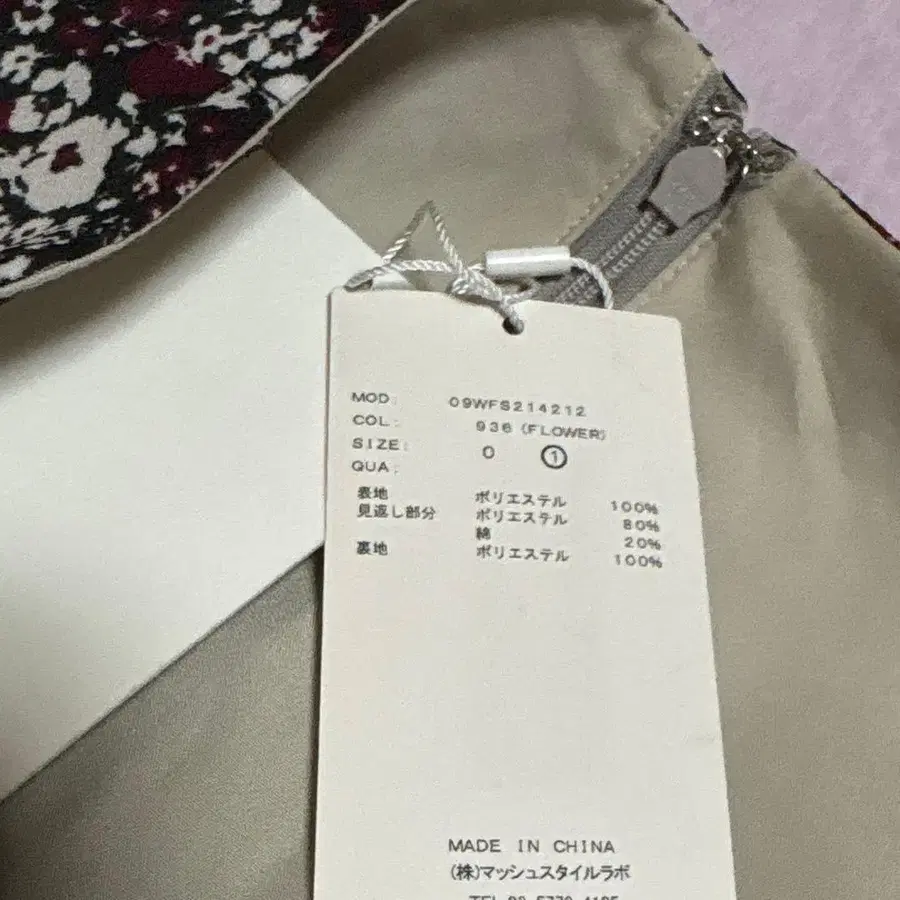 MOD: 09WFS214212
COL: 936 (FLOWER)
SIZE: 0 ①
QUA:
表地 ポリエステル 100%
見返し部分 ポリエステル 80%
綿 20%
裏地 ポリエステル 100%
MADE IN CHINA
(株)マッシュスタイルラボ